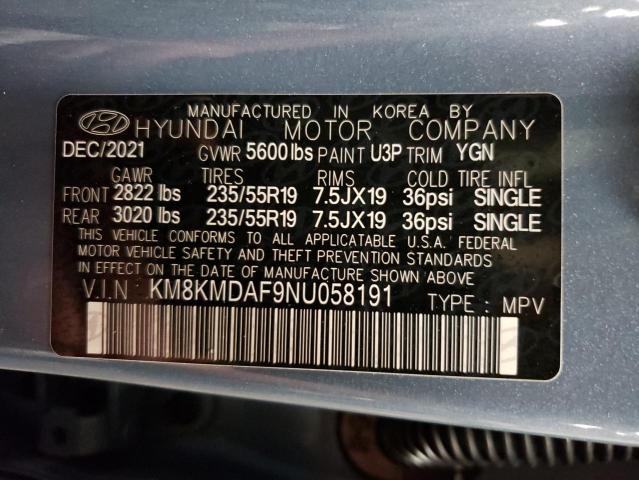 MANUFACTURED IN KOREA BY
HYUNDAI MOTOR COMPANY
DEC/2021 GVWR 5600lbs PAINT U3P TRIM YGN
GAWR TIRES RIMS COLD TIRE INFL
FRONT 2822 lbs 235/55R19 7.5JX19 36psi SINGLE
REAR 3020 lbs 235/55R19 7.5JX19 36psi SINGLE
THIS VEHICLE CONFORMS TO ALL APPLICATABLE U.S.A. FEDERAL
MOTOR VEHICLE SAFETY AND THEFT PREVENTION STANDARDS
IN EFFECT ON THE DATE OF MANUFACTURE SHOWN ABOVE.
V.I.N KM8KMDAF9NU058191 TYPE : MPV